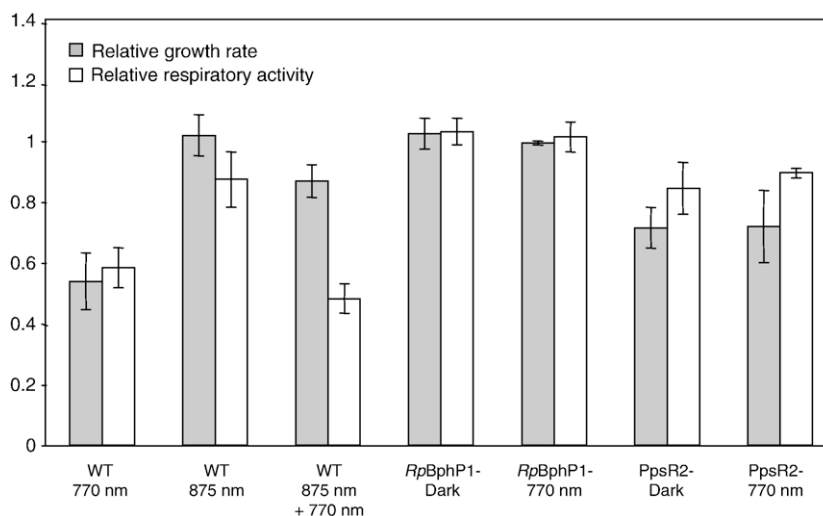 1.4
Relative growth rate
1.2
Relative respiratory activity
1
0.8
0.6
0.4
0.2
0
WT WT WT RpBphP1- RpBphP1- PpsR2- PpsR2-
770 nm 875 nm 875 nm Dark 770 nm Dark 770 nm
+ 770 nm